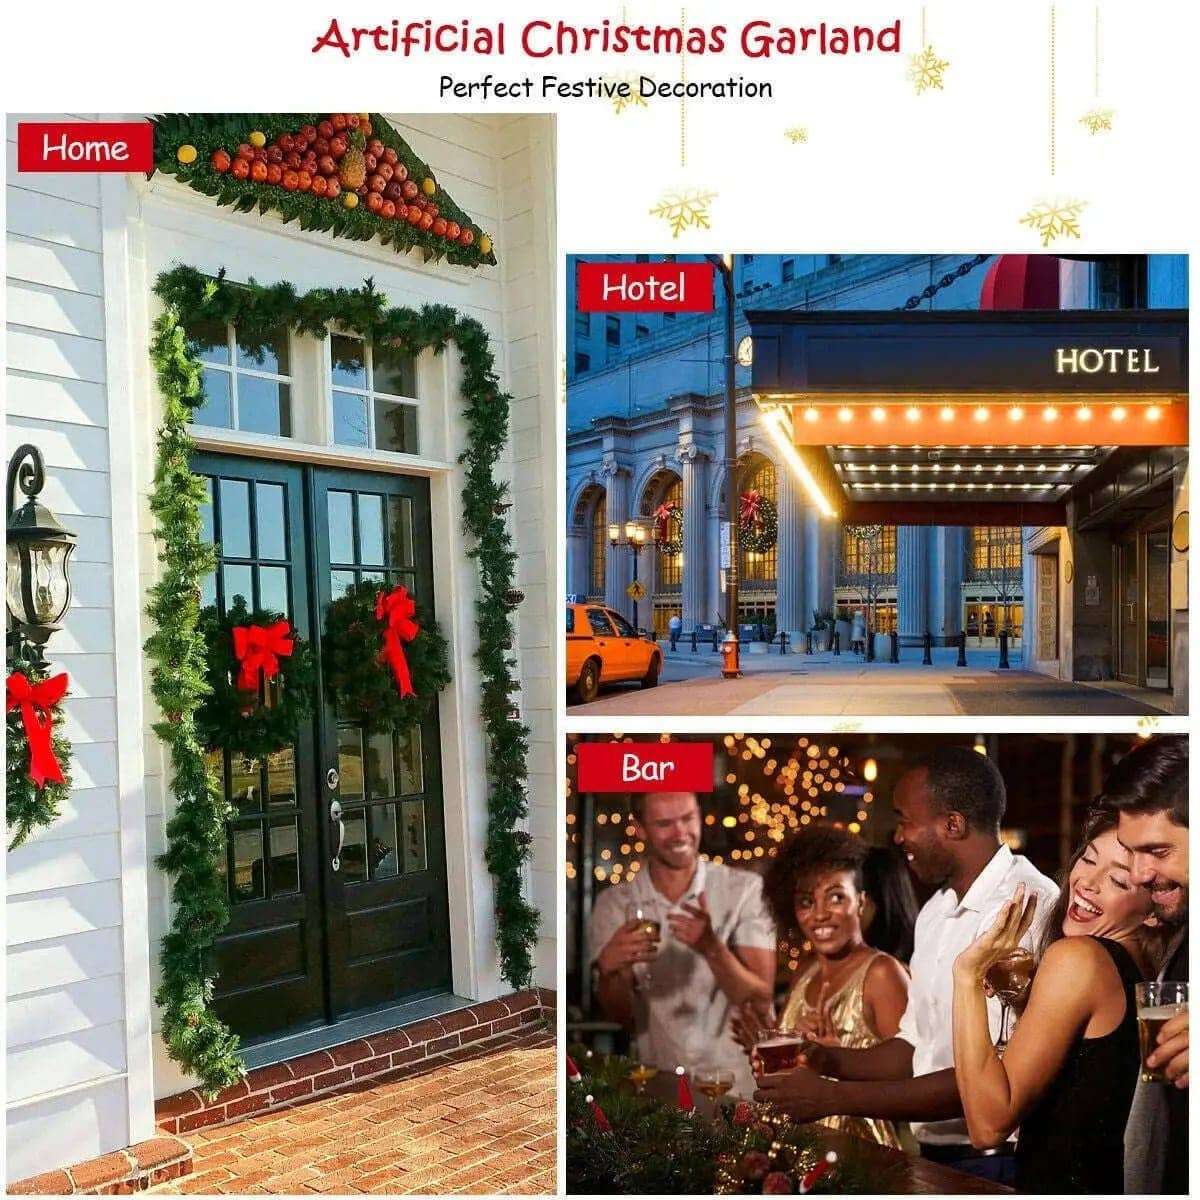 Artificial Christmas Garland
Perfect Festive Decoration
Home
Hotel
HOTEL
Bar